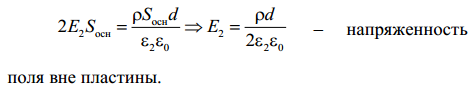 2E₂S_осн = ρS_осн d / ε₂ε₀ ⇒ E₂ = ρd / 2ε₂ε₀ – напряженность
поля вне пластины.